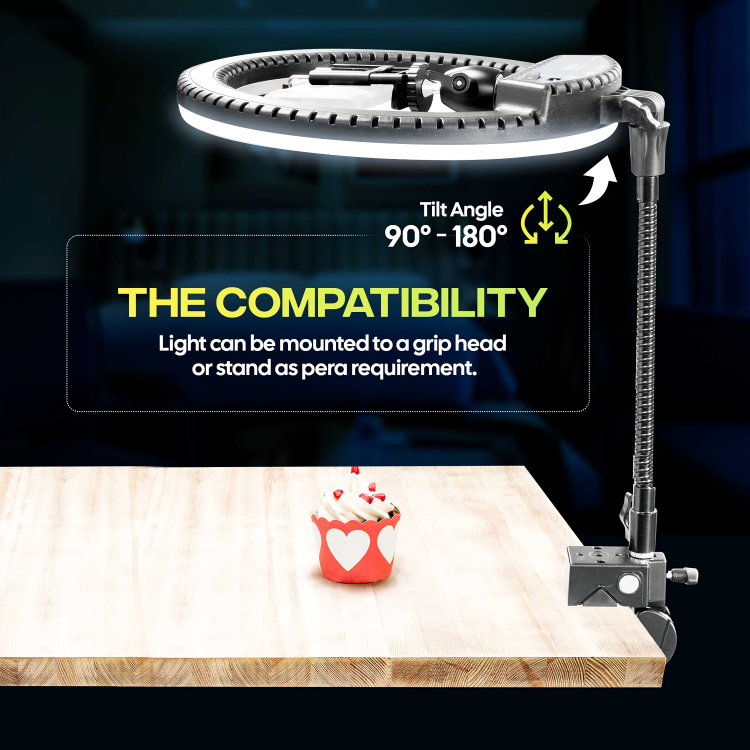 Tilt Angle
90° - 180°
THE COMPATIBILITY
Light can be mounted to a grip head
or stand as pera requirement.